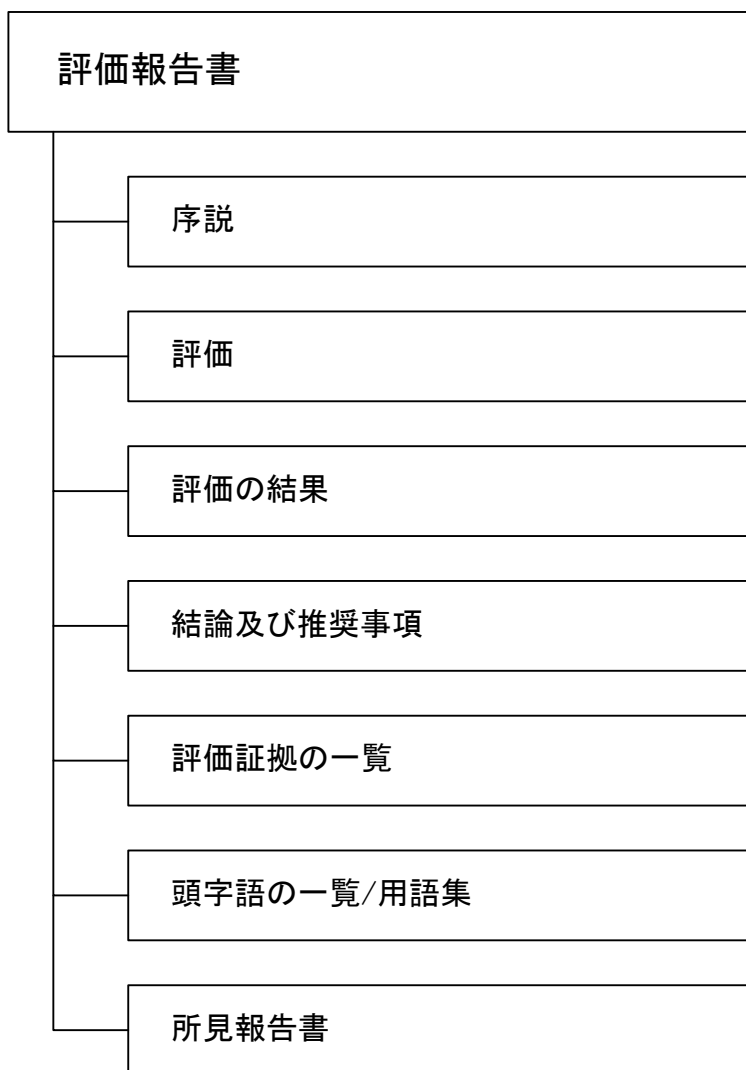 評価報告書
序説
評価
評価の結果
結論及び推奨事項
評価証拠の一覧
頭字語の一覧/用語集
所見報告書